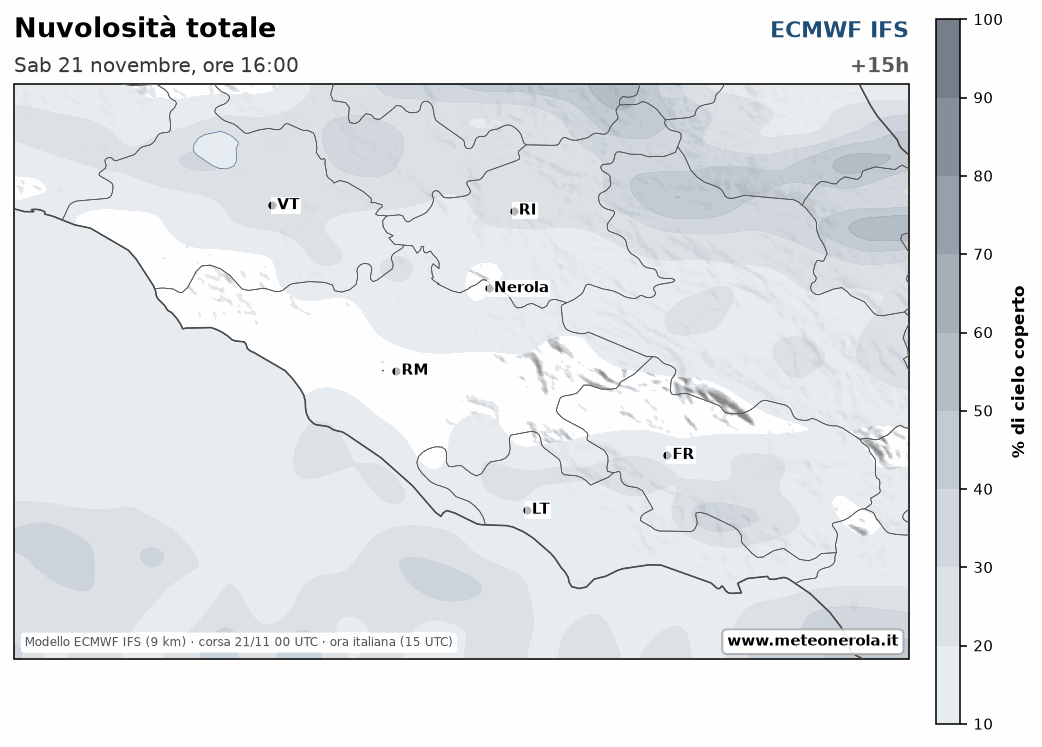 Nuvolosità totale
ECMWF IFS
Sab 21 novembre, ore 16:00
+15h
100
90
80
70
60
50
40
30
20
10
% di cielo coperto
VT
RI
Nerola
RM
FR
LT
Modello ECMWF IFS (9 km) · corsa 21/11 00 UTC · ora italiana (15 UTC)
www.meteonerola.it